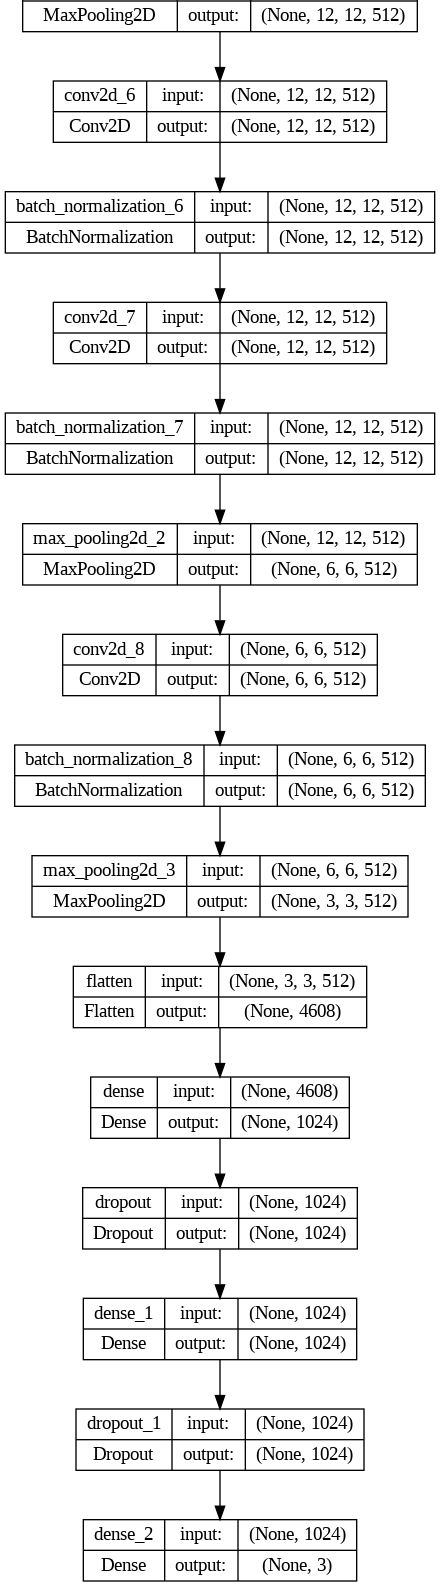 MaxPooling2D output: (None, 12, 12, 512)
conv2d_6 input: (None, 12, 12, 512)
Conv2D output: (None, 12, 12, 512)
batch_normalization_6 input: (None, 12, 12, 512)
BatchNormalization output: (None, 12, 12, 512)
conv2d_7 input: (None, 12, 12, 512)
Conv2D output: (None, 12, 12, 512)
batch_normalization_7 input: (None, 12, 12, 512)
BatchNormalization output: (None, 12, 12, 512)
max_pooling2d_2 input: (None, 12, 12, 512)
MaxPooling2D output: (None, 6, 6, 512)
conv2d_8 input: (None, 6, 6, 512)
Conv2D output: (None, 6, 6, 512)
batch_normalization_8 input: (None, 6, 6, 512)
BatchNormalization output: (None, 6, 6, 512)
max_pooling2d_3 input: (None, 6, 6, 512)
MaxPooling2D output: (None, 3, 3, 512)
flatten input: (None, 3, 3, 512)
Flatten output: (None, 4608)
dense input: (None, 4608)
Dense output: (None, 1024)
dropout input: (None, 1024)
Dropout output: (None, 1024)
dense_1 input: (None, 1024)
Dense output: (None, 1024)
dropout_1 input: (None, 1024)
Dropout output: (None, 1024)
dense_2 input: (None, 1024)
Dense output: (None, 3)